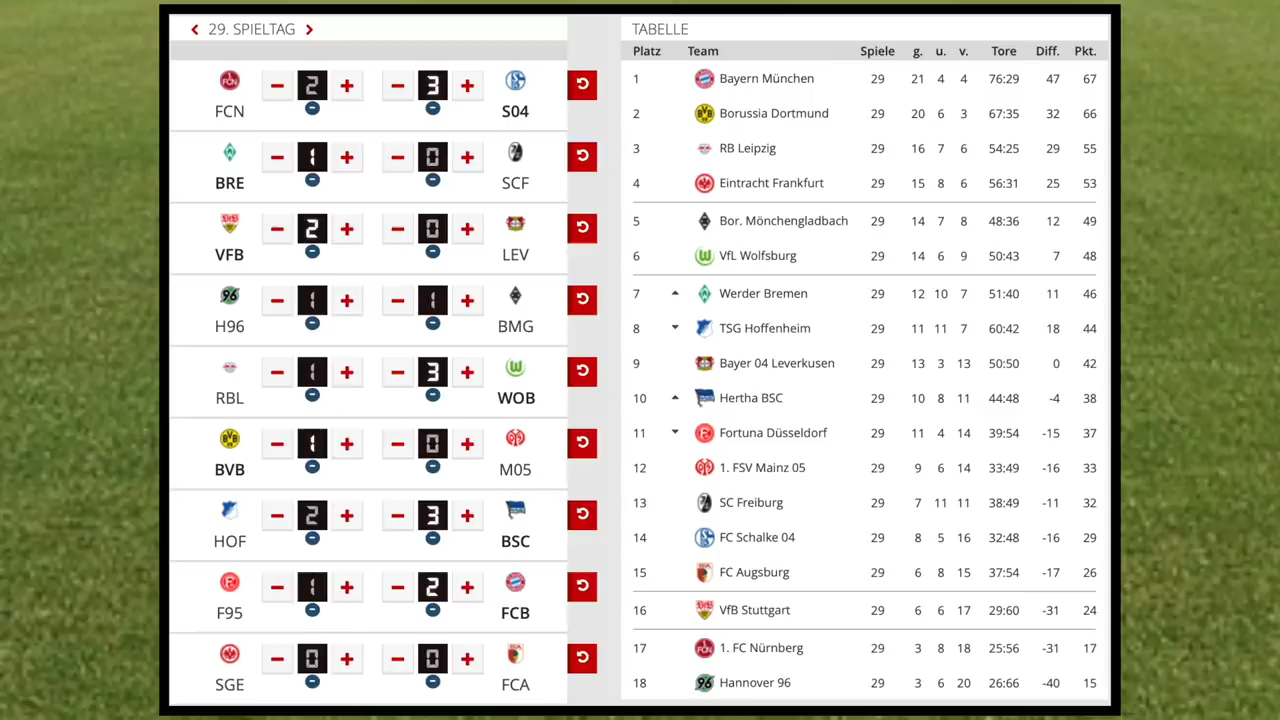 29. SPIELTAG
FCN 2 3 S04
BRE 1 0 SCF
VFB 2 0 LEV
H96 1 1 BMG
RBL 1 3 WOB
BVB 1 0 M05
HOF 2 3 BSC
F95 1 2 FCB
SGE 0 0 FCA
TABELLE
Platz Team Spiele g. u. v. Tore Diff. Pkt.
1 Bayern München 29 21 4 4 76:29 47 67
2 Borussia Dortmund 29 20 6 3 67:35 32 66
3 RB Leipzig 29 16 7 6 54:25 29 55
4 Eintracht Frankfurt 29 15 8 6 56:31 25 53
5 Bor. Mönchengladbach 29 14 7 8 48:36 12 49
6 VfL Wolfsburg 29 14 6 9 50:43 7 48
7 Werder Bremen 29 12 10 7 51:40 11 46
8 TSG Hoffenheim 29 11 11 7 60:42 18 44
9 Bayer 04 Leverkusen 29 13 3 13 50:50 0 42
10 Hertha BSC 29 10 8 11 44:48 -4 38
11 Fortuna Düsseldorf 29 11 4 14 39:54 -15 37
12 1. FSV Mainz 05 29 9 6 14 33:49 -16 33
13 SC Freiburg 29 7 11 11 38:49 -11 32
14 FC Schalke 04 29 8 5 16 32:48 -16 29
15 FC Augsburg 29 6 8 15 37:54 -17 26
16 VfB Stuttgart 29 6 6 17 29:60 -31 24
17 1. FC Nürnberg 29 3 8 18 25:56 -31 17
18 Hannover 96 29 3 6 20 26:66 -40 15